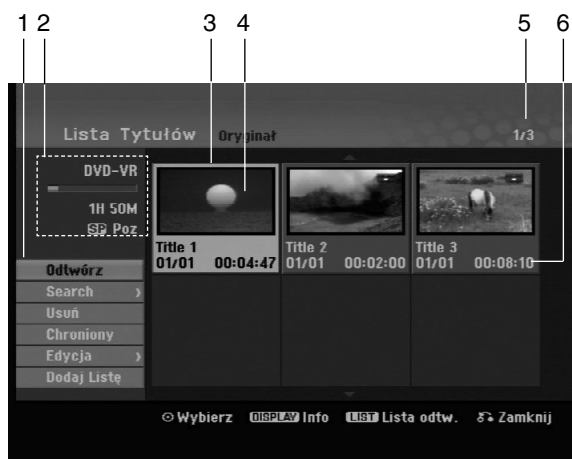 1 2 3 4 5 6
Lista Tytułów Oryginał 1/3
DVD-VR
1H 50M
SP Poz
Title 1 Title 2 Title 3
01/01 00:04:47 01/01 00:02:00 01/01 00:08:10
Odtwórz
Search )
Usuń
Chroniony
Edycja )
Dodaj Listę
Wybierz DISPLAY Info LIST Lista odtw. Zamknij